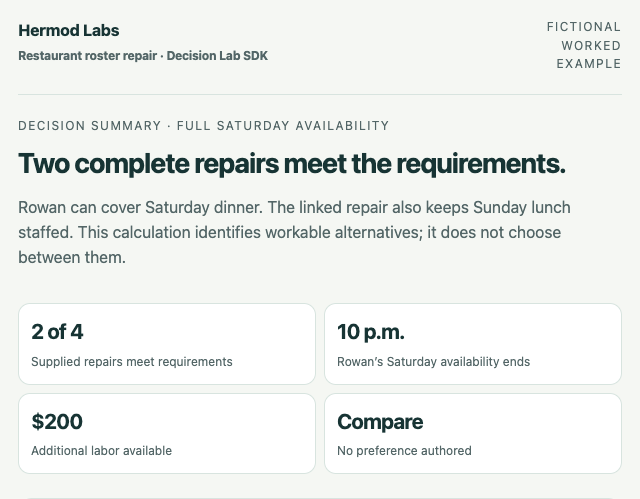 Hermod Labs
Restaurant roster repair · Decision Lab SDK
FICTIONAL
WORKED
EXAMPLE
DECISION SUMMARY · FULL SATURDAY AVAILABILITY
Two complete repairs meet the requirements.
Rowan can cover Saturday dinner. The linked repair also keeps Sunday lunch
staffed. This calculation identifies workable alternatives; it does not choose
between them.
2 of 4
Supplied repairs meet requirements
10 p.m.
Rowan’s Saturday availability ends
$200
Additional labor available
Compare
No preference authored